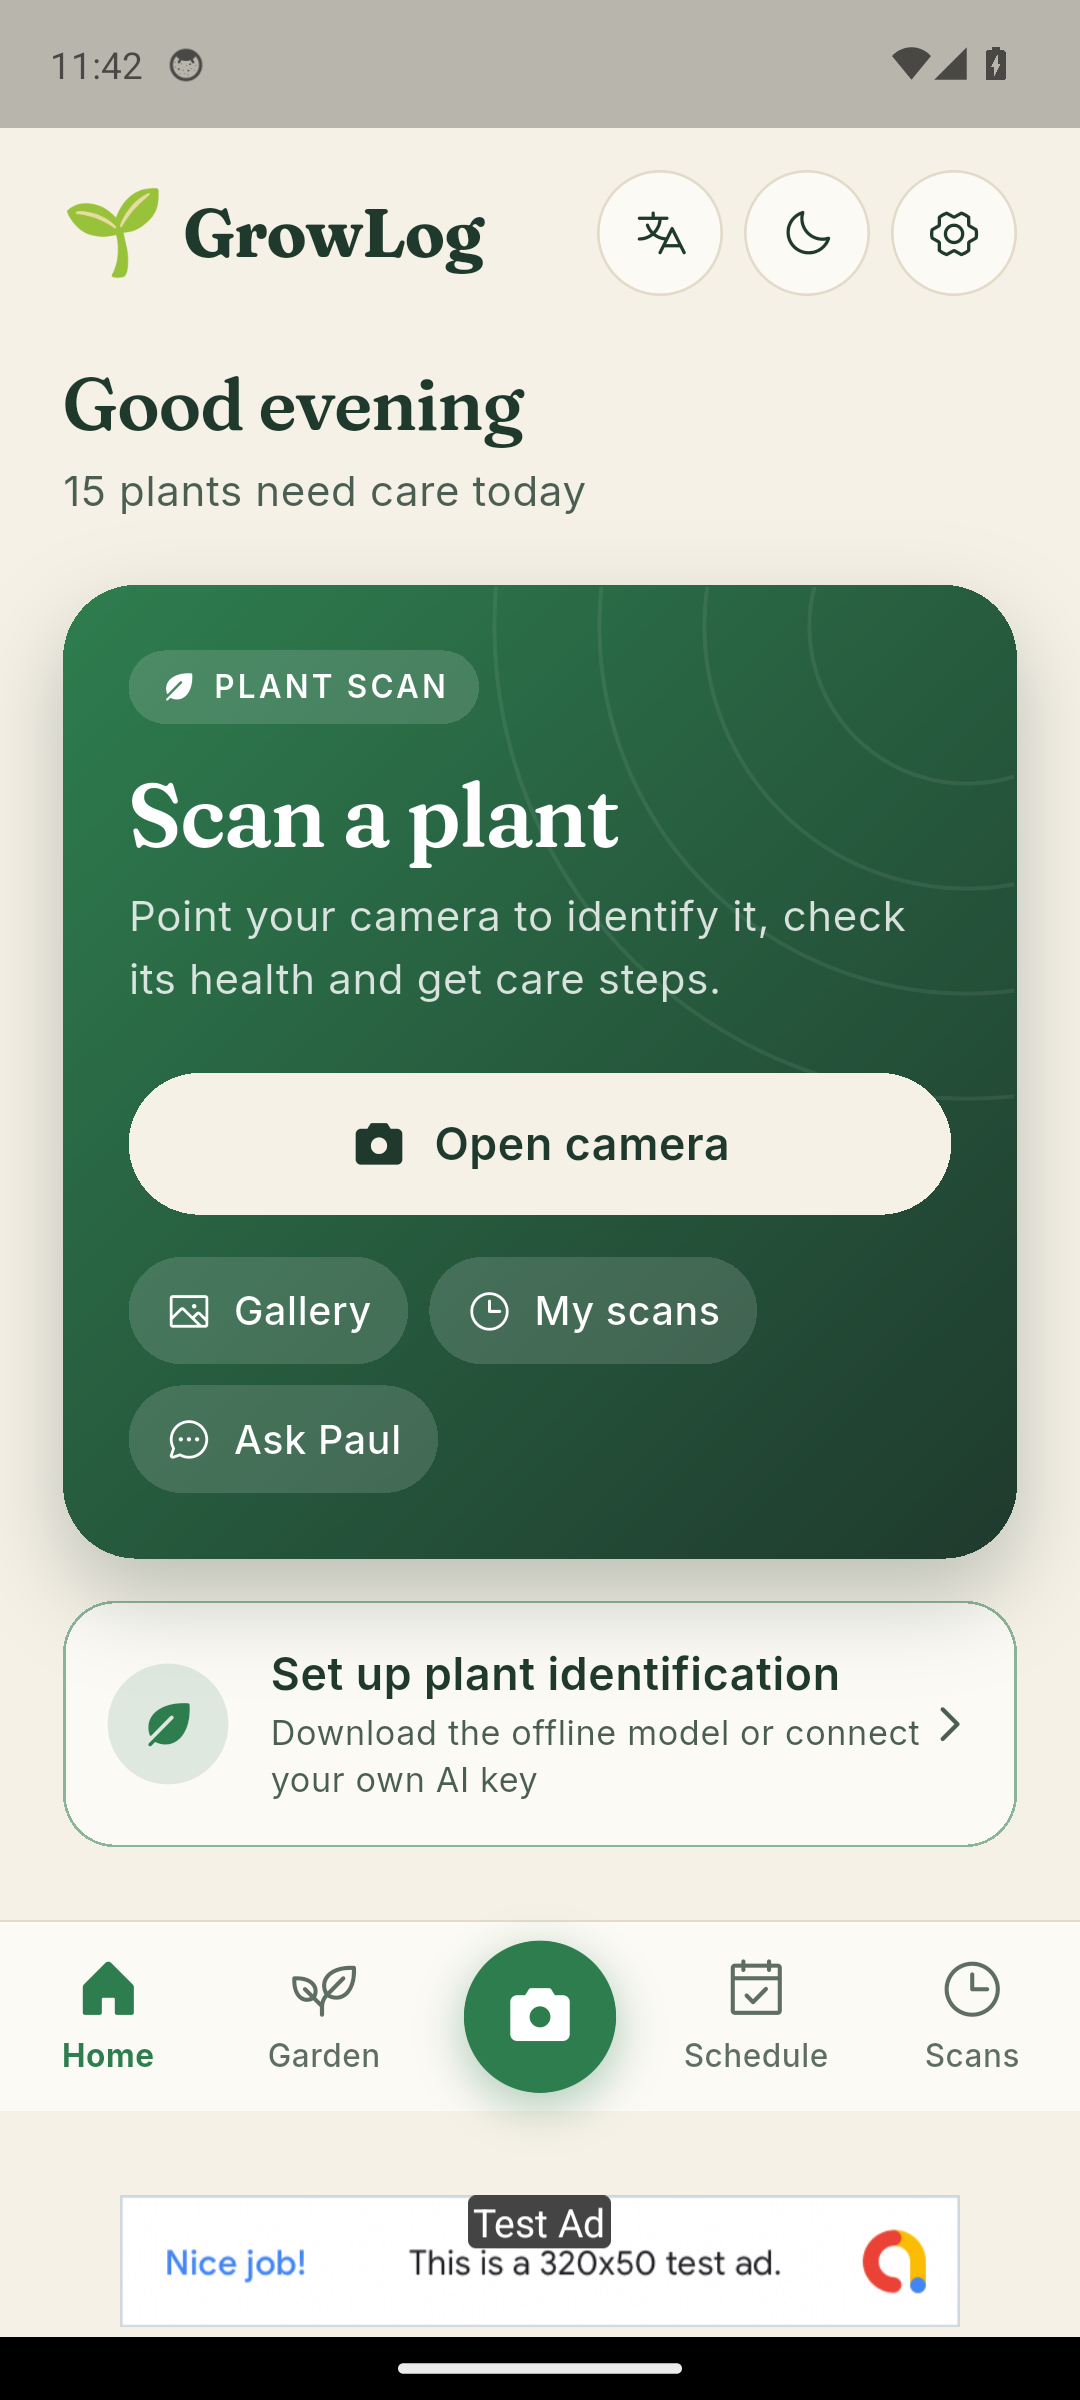 11:42
GrowLog
Good evening
15 plants need care today
PLANT SCAN
Scan a plant
Point your camera to identify it, check
its health and get care steps.
Open camera
Gallery
My scans
Ask Paul
Set up plant identification
Download the offline model or connect
your own AI key
Home
Garden
Schedule
Scans
Test Ad
Nice job!
This is a 320x50 test ad.